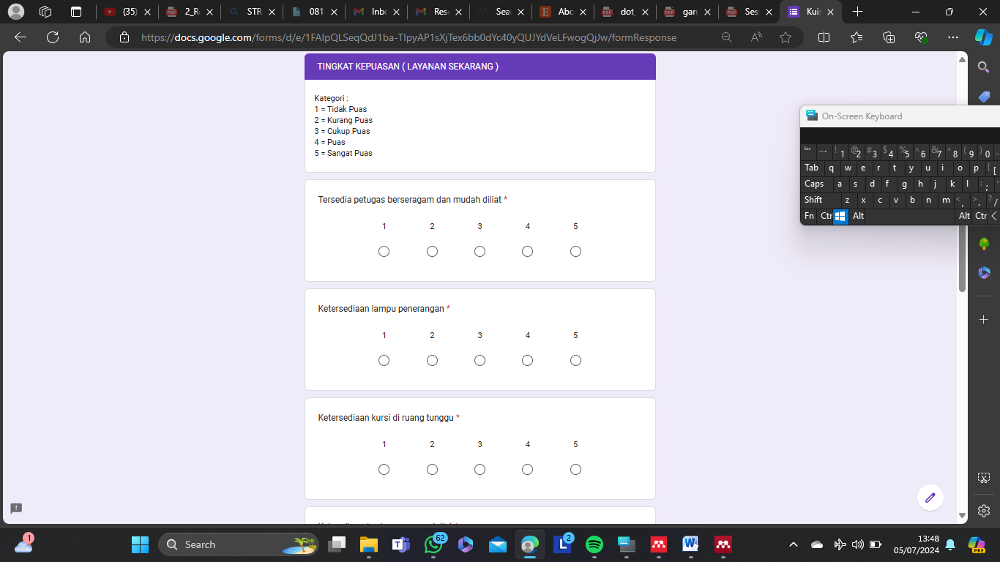 (35)
2_R
STR
081
Inb
Res
Sea
Abc
dot_
gar
Ses
Kuis
https://docs.google.com/forms/d/e/1FAIpQLSeqQdJ1ba-TIpyAP1sXjTex6bb0dYc40yQUJYdVeLFwogQjJw/formResponse
TINGKAT KEPUASAN ( LAYANAN SEKARANG )
Kategori :
1 = Tidak Puas
2 = Kurang Puas
3 = Cukup Puas
4 = Puas
5 = Sangat Puas
Tersedia petugas berseragam dan mudah diliat *
1 2 3 4 5
Ketersediaan lampu penerangan *
1 2 3 4 5
Ketersediaan kursi di ruang tunggu *
1 2 3 4 5
On-Screen Keyboard
Esc ~ ` ! 1 @ 2 # 3 $ 4 % 5 ^ 6 & 7 * 8 ( 9 ) 0
Tab q w e r t y u i o p { [
Caps a s d f g h j k l : ; "
Shift z x c v b n m < , > . ? /
Fn Ctr Alt Alt Ctr <
1
Search
62
2
13:48
05/07/2024
PRE